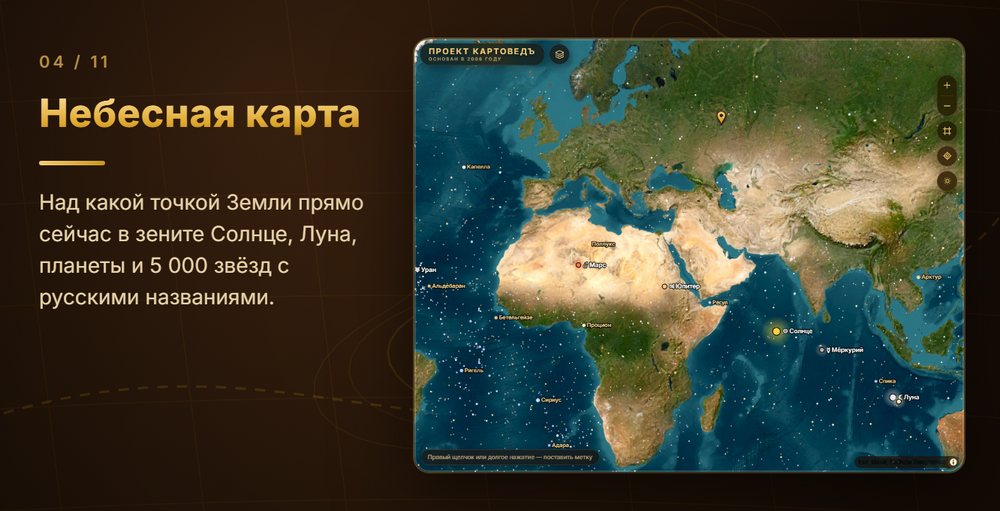 04 / 11
Небесная карта
Над какой точкой Земли прямо
сейчас в зените Солнце, Луна,
планеты и 5 000 звёзд с
русскими названиями.
ПРОЕКТ КАРТОВЕДЪ
ОСНОВАН В 2008 ГОДУ
Капелла
Поллукс
Марс
Уран
Арктур
Альдебаран
Юпитер
Регул
Бетельгейзе
Процион
Солнце
Меркурий
Ригель
Спика
Сириус
Луна
Адара
Правый щелчок или долгое нажатие — поставить метку